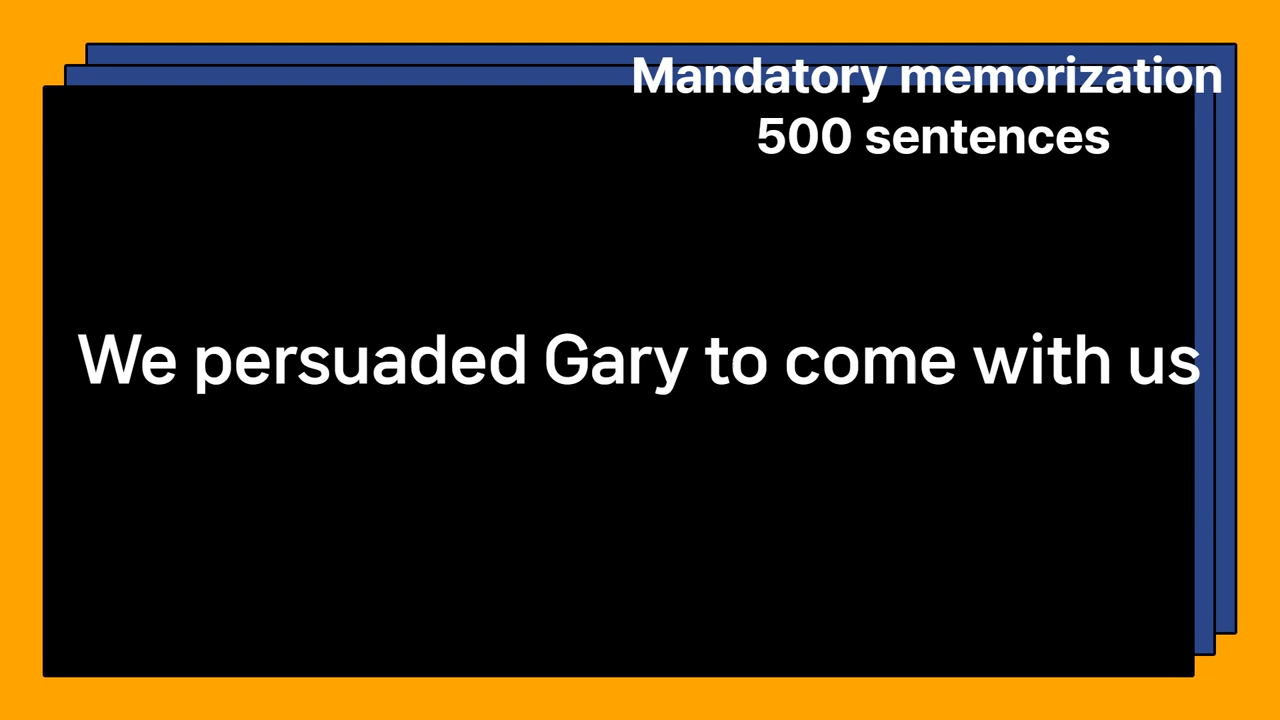 Mandatory memorization
500 sentences
We persuaded Gary to come with us